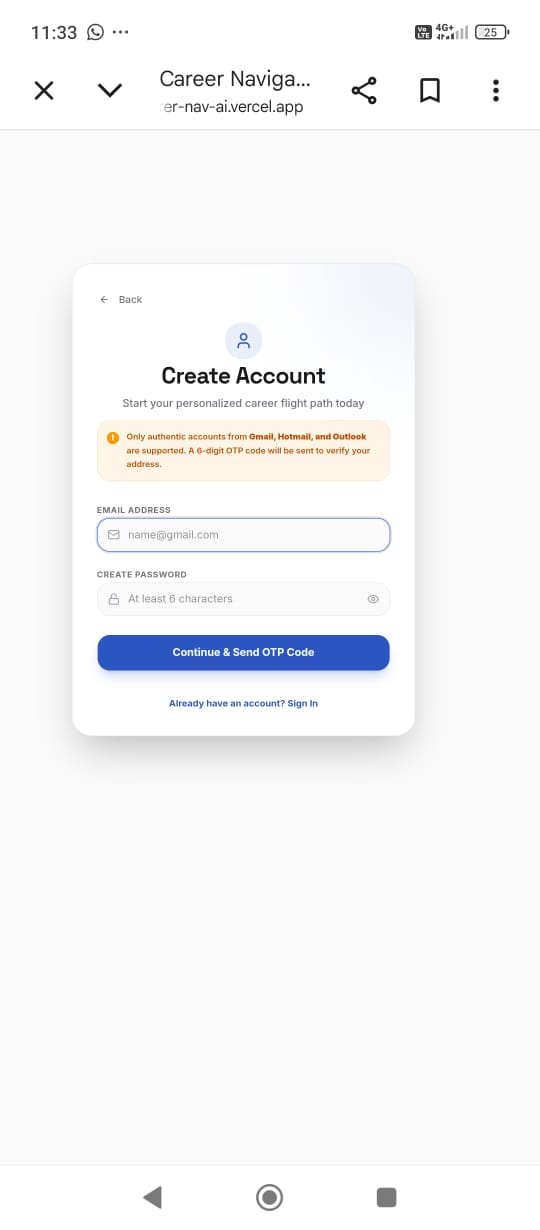 11:33
Vo LTE 4G+ 25
Career Naviga...
er-nav-ai.vercel.app
Back
Create Account
Start your personalized career flight path today
Only authentic accounts from Gmail, Hotmail, and Outlook
are supported. A 6-digit OTP code will be sent to verify your
address.
EMAIL ADDRESS
name@gmail.com
CREATE PASSWORD
At least 6 characters
Continue & Send OTP Code
Already have an account? Sign In